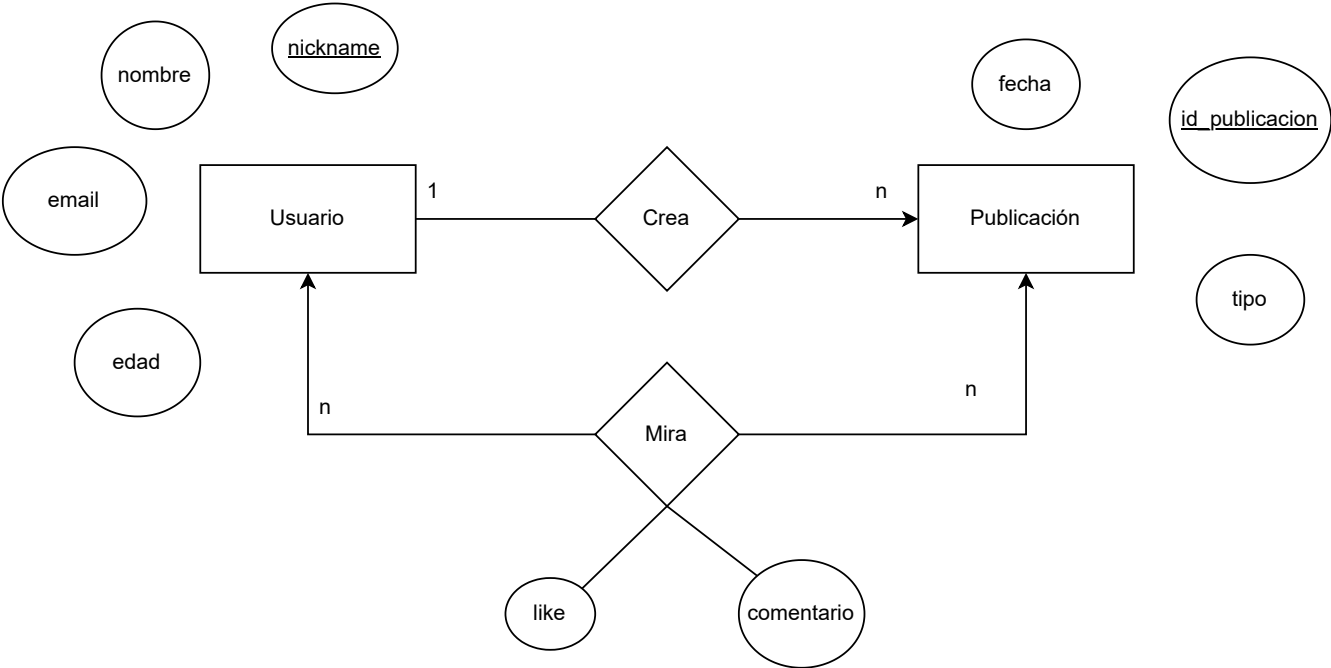 nickname
nombre
fecha
id_publicacion
email
1
n
Usuario
Crea
Publicación
tipo
edad
n
n
Mira
like
comentario